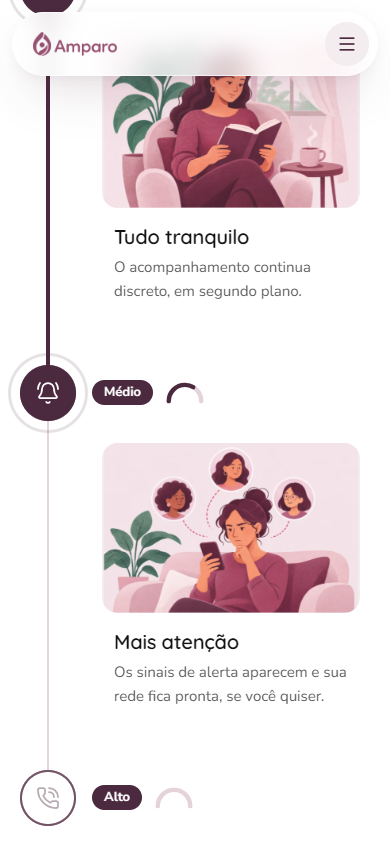 Amparo
Tudo tranquilo
O acompanhamento continua
discreto, em segundo plano.
Médio
Mais atenção
Os sinais de alerta aparecem e sua
rede fica pronta, se você quiser.
Alto